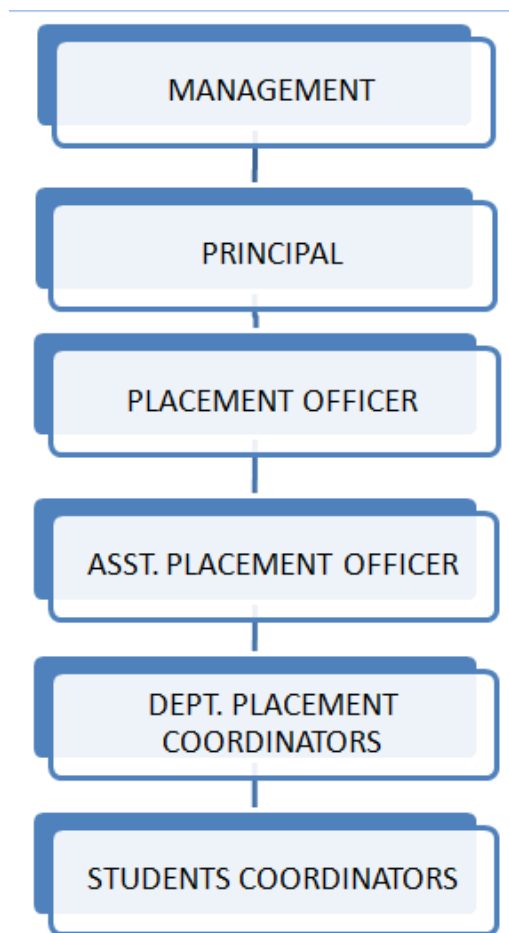 MANAGEMENT
PRINCIPAL
PLACEMENT OFFICER
ASST. PLACEMENT OFFICER
DEPT. PLACEMENT
COORDINATORS
STUDENTS COORDINATORS